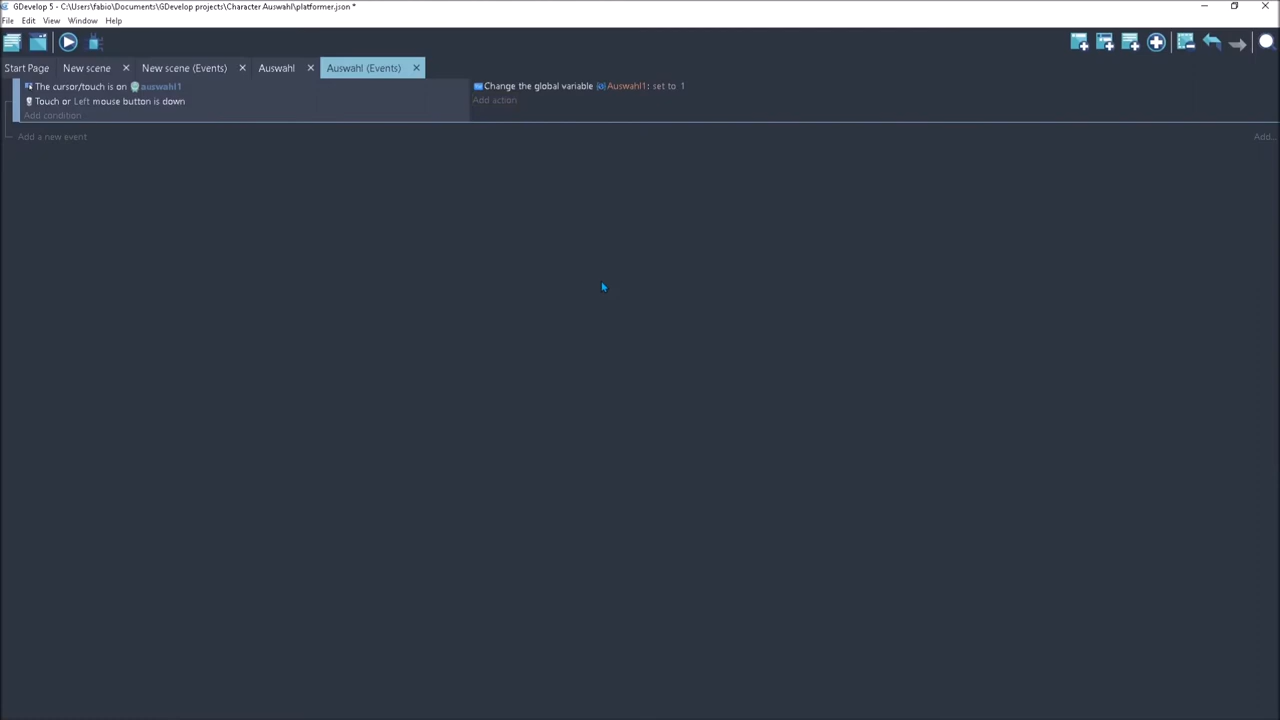 GDevelop 5 - C:\Users\fabio\Documents\GDevelop projects\Character Auswahl\platformer.json *
File Edit View Window Help
Start Page New scene New scene (Events) Auswahl Auswahl (Events)
The cursor/touch is on auswahl1 Change the global variable Auswahl1: set to 1
Touch or Left mouse button is down Add action
Add condition
Add a new event Add...